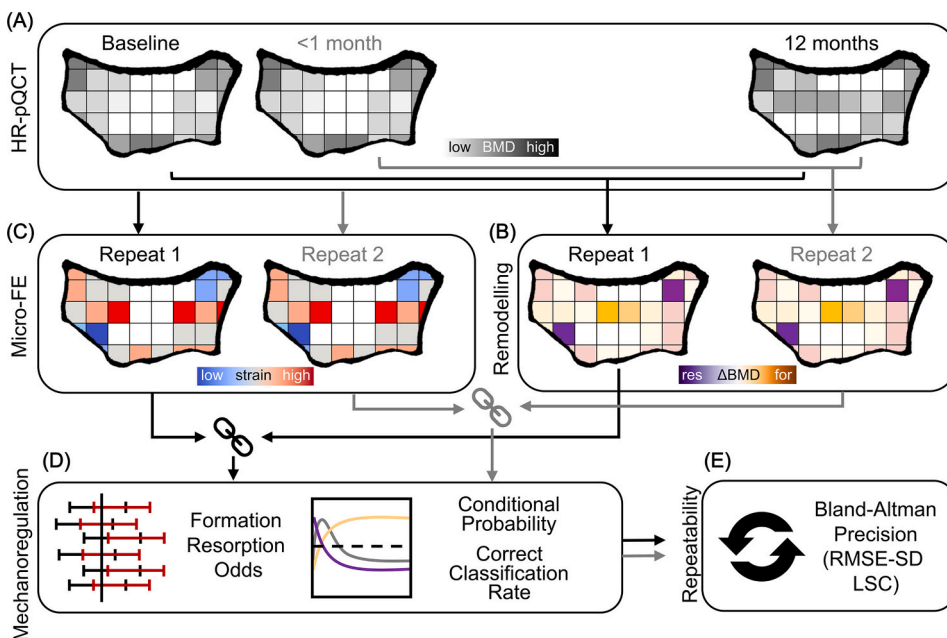 (A)
HR-pQCT
Baseline
<1 month
12 months
low BMD high
(C)
Micro-FE
Repeat 1
Repeat 2
low strain high
(B)
Remodelling
Repeat 1
Repeat 2
res ΔBMD for
(D)
Mechanoregulation
Formation
Resorption
Odds
Conditional
Probability
Correct
Classification
Rate
(E)
Repeatability
Bland-Altman
Precision
(RMSE-SD
LSC)